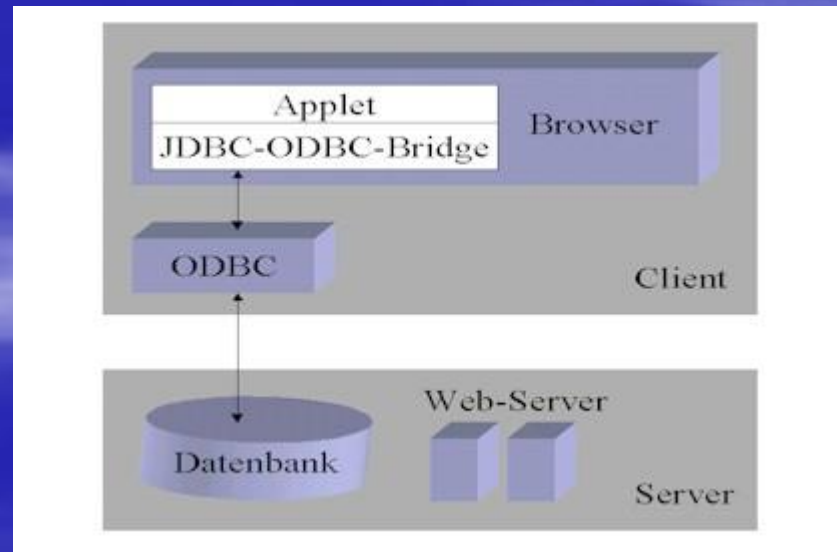 Applet
JDBC-ODBC-Bridge
Browser
ODBC
Client
Web-Server
Datenbank
Server